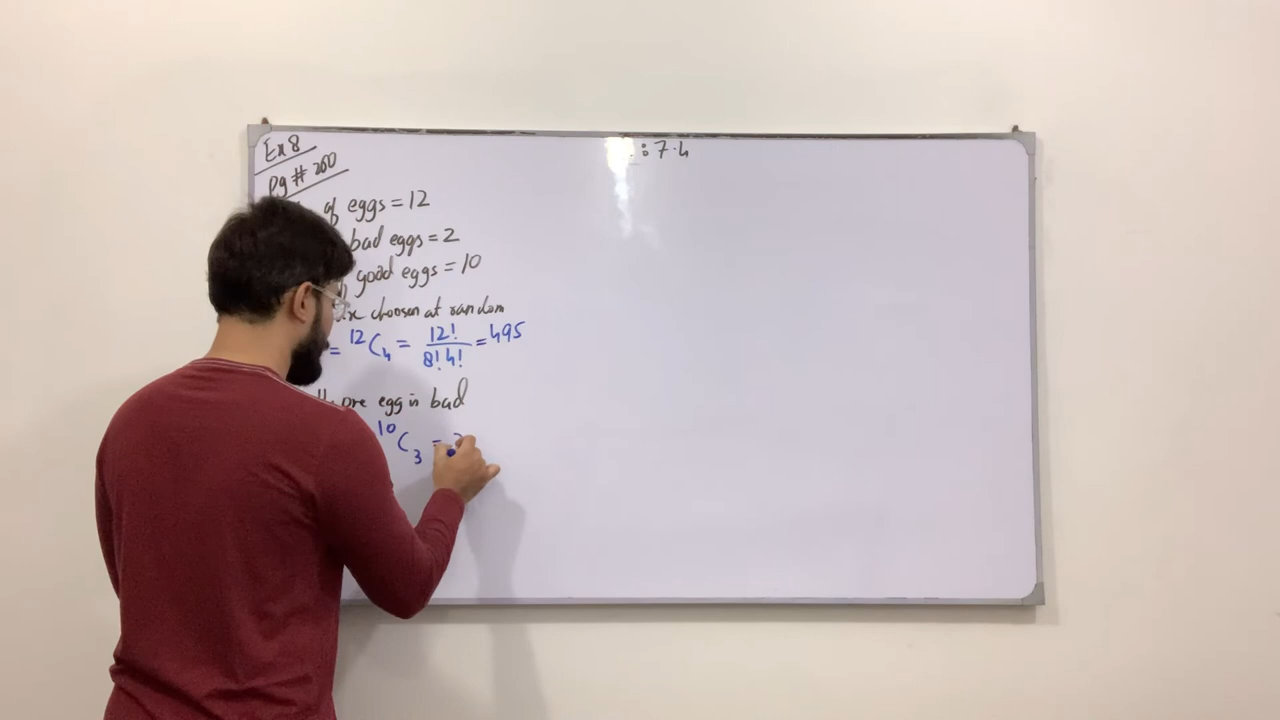 Ex 8
Pg # 260
: 7.4
of eggs = 12
bad eggs = 2
good eggs = 10
choosen at random
= ¹²C₄ = 12! / 8! 4! = 495
one egg is bad
¹⁰C₃ =